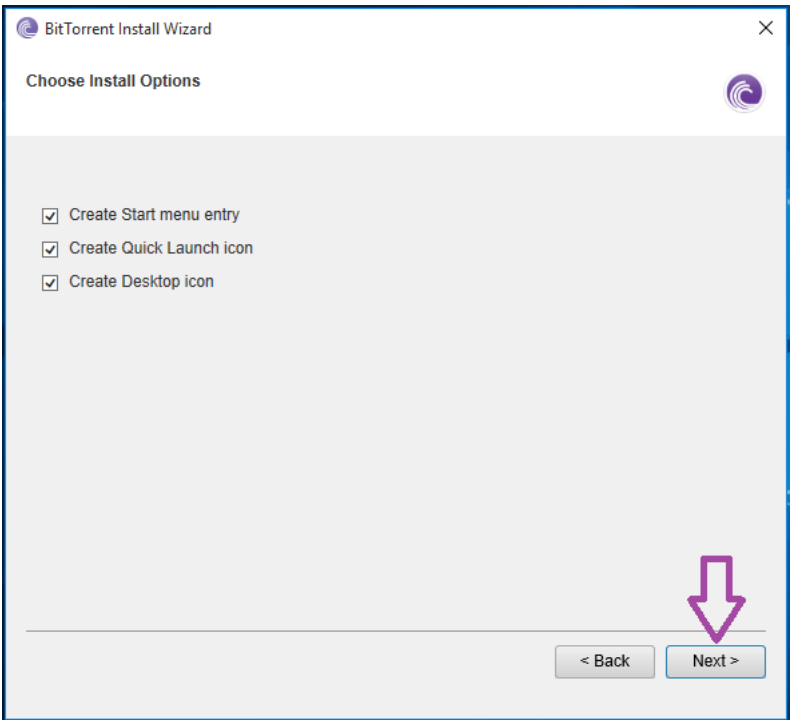 BitTorrent Install Wizard
Choose Install Options
Create Start menu entry
Create Quick Launch icon
Create Desktop icon
< Back Next >